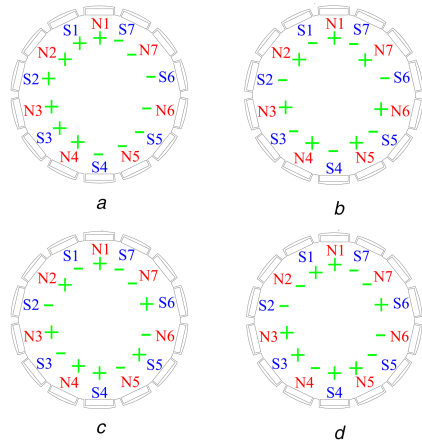 S1 N1 S7
N2 N7
S2 S6
N3 N6
S3 S5
N4 S4 N5
a
S1 N1 S7
N2 N7
S2 S6
N3 N6
S3 S5
N4 S4 N5
b
S1 N1 S7
N2 N7
S2 S6
N3 N6
S3 S5
N4 S4 N5
c
S1 N1 S7
N2 N7
S2 S6
N3 N6
S3 S5
N4 S4 N5
d